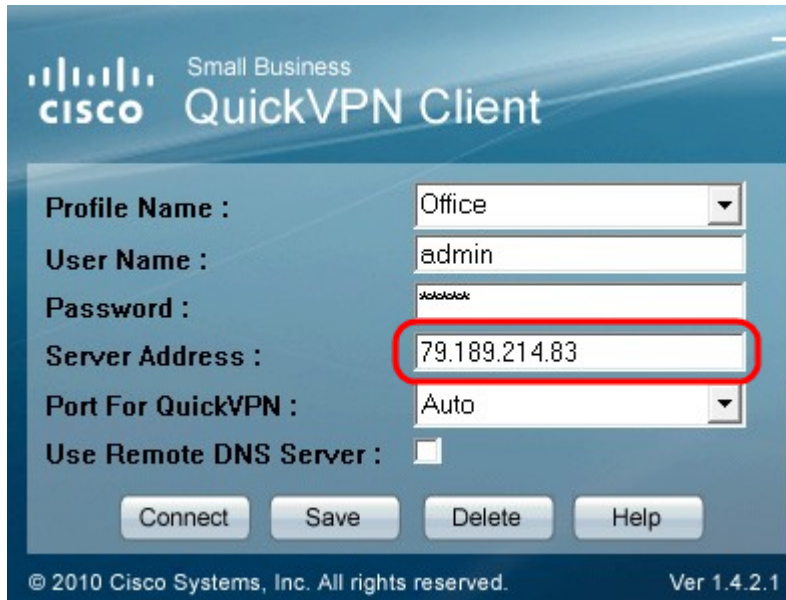 Small Business
CISCO QuickVPN Client
Profile Name : Office
User Name : admin
Password : *****
Server Address : 79.189.214.83
Port For QuickVPN : Auto
Use Remote DNS Server :
Connect Save Delete Help
© 2010 Cisco Systems, Inc. All rights reserved. Ver 1.4.2.1